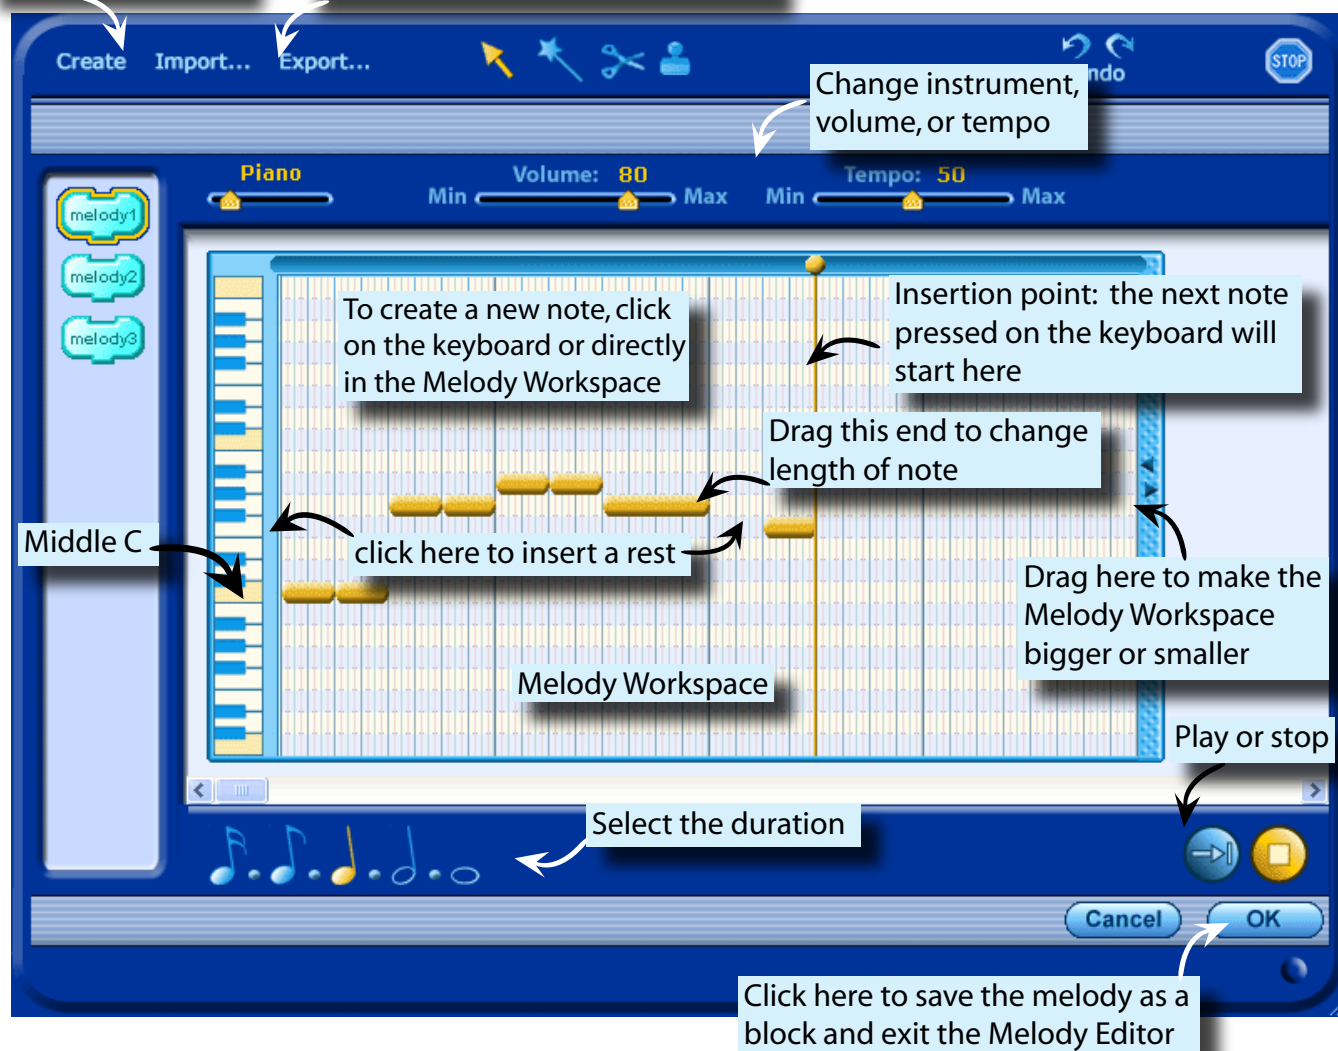 Create Import... Export...
ndo
STOP
Change instrument,
volume, or tempo
Piano
Volume: 80
Min Max
Tempo: 50
Min Max
melody1
melody2
melody3
To create a new note, click
on the keyboard or directly
in the Melody Workspace
Insertion point: the next note
pressed on the keyboard will
start here
Drag this end to change
length of note
Middle C
click here to insert a rest
Drag here to make the
Melody Workspace
bigger or smaller
Melody Workspace
Play or stop
Select the duration
Cancel OK
Click here to save the melody as a
block and exit the Melody Editor